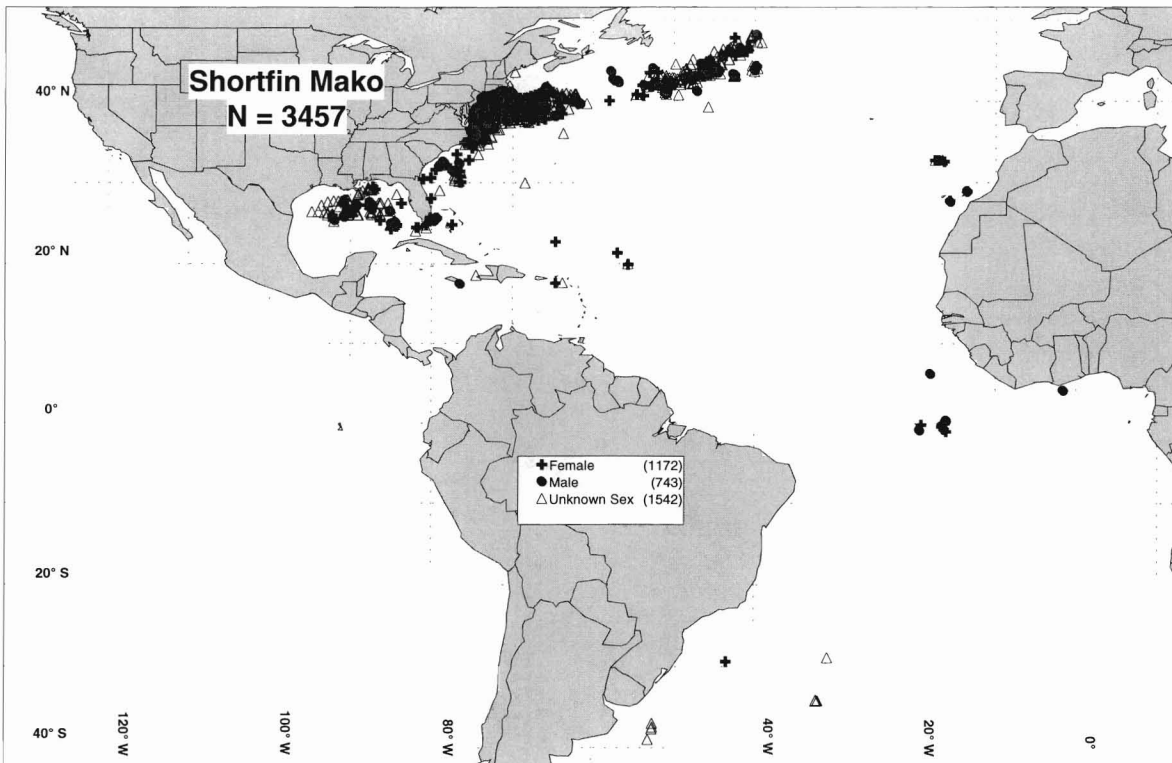 Shortfin Mako
N = 3457
40° N
20° N
0°
20° S
40° S
Female (1172)
Male (743)
Unknown Sex (1542)
120° W
100° W
80° W
40° W
20° W
0°